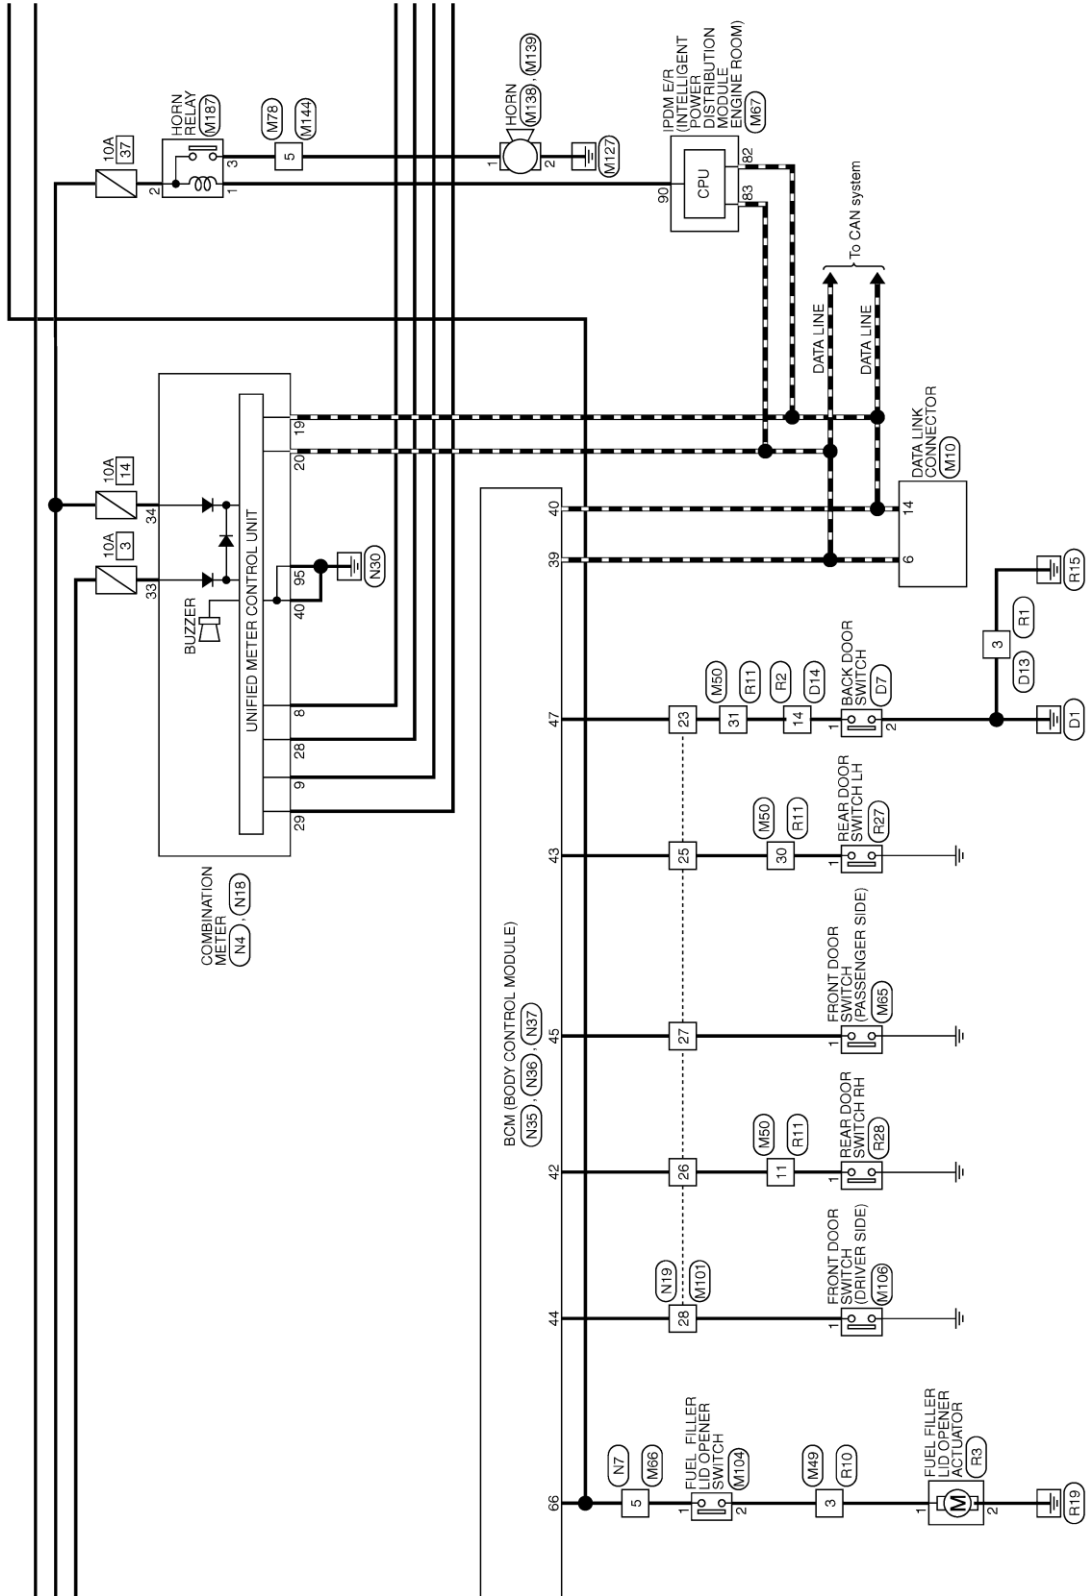 10A
37
HORN
RELAY
M187
2
1
3
M78
M144
5
HORN
M138 , M139
1
2
M127
IPDM E/R
(INTELLIGENT
POWER
DISTRIBUTION
MODULE
ENGINE ROOM)
M67
90
CPU
83
82
To CAN system
DATA LINE
DATA LINE
10A
14
10A
3
34
33
BUZZER
UNIFIED METER CONTROL UNIT
19
20
95
40
N30
8
28
9
29
COMBINATION
METER
N4 , N18
DATA LINK
CONNECTOR
M10
14
6
BCM (BODY CONTROL MODULE)
N35 , N36 , N37
40
39
47
43
45
42
44
66
23
M50
R11
31
R2
D14
14
BACK DOOR
SWITCH
D7
1
2
D1
3
D13
R1
R15
25
M50
R11
30
REAR DOOR
SWITCH LH
R27
1
27
FRONT DOOR
SWITCH
(PASSENGER SIDE)
M65
1
26
M50
R11
11
REAR DOOR
SWITCH RH
R28
1
N19
M101
28
FRONT DOOR
SWITCH
(DRIVER SIDE)
M106
1
N7
M66
5
FUEL FILLER
LID OPENER
SWITCH
M104
1
2
M49
R10
3
FUEL FILLER
LID OPENER
ACTUATOR
R3
1
M
2
R19